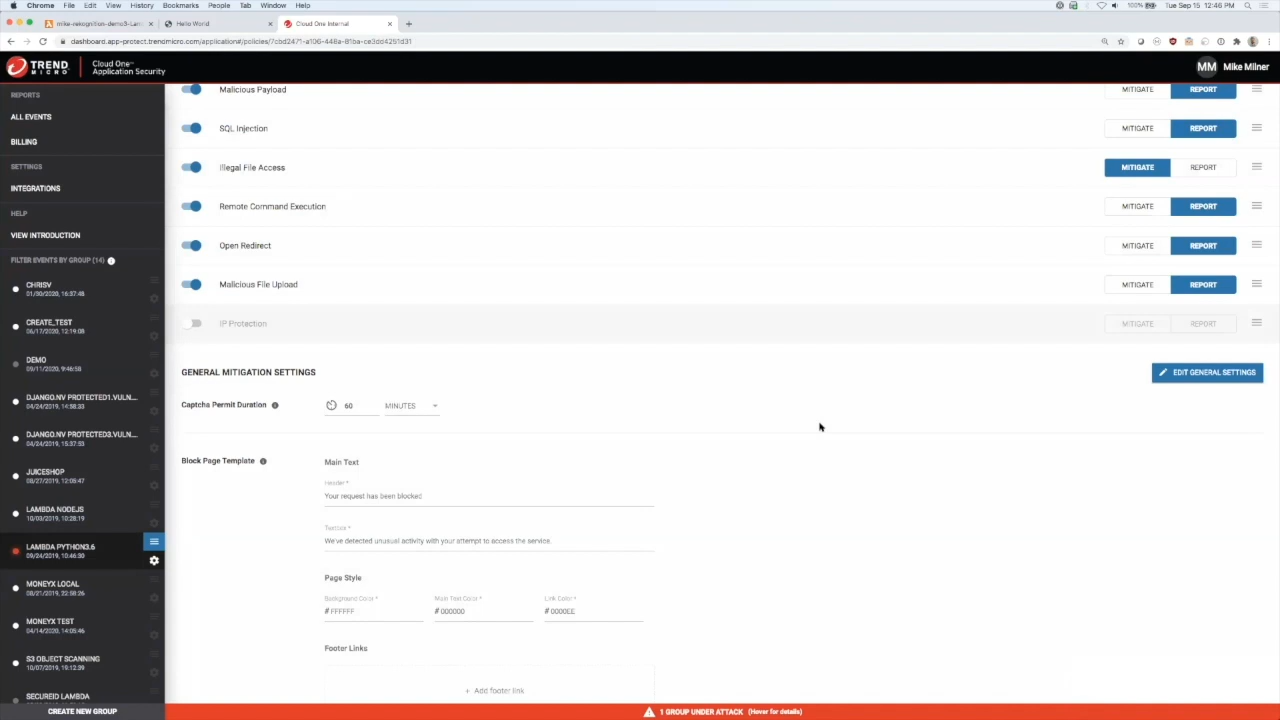 Chrome File Edit View History Bookmarks People Tab Window Help
100% Tue Sep 15 12:46 PM
mike-rekognition-demo3-Lam
Hello World
Cloud One Internal
dashboard.app-protect.trendmicro.com/application#/policies/7cbd2471-a106-448a-81ba-ce3dd4251d31
TREND MICRO
Cloud One™
Application Security
MM Mike Milner
REPORTS
ALL EVENTS
BILLING
SETTINGS
INTEGRATIONS
HELP
VIEW INTRODUCTION
FILTER EVENTS BY GROUP (14)
CHRISV
01/30/2020, 16:37:48
CREATE_TEST
06/17/2020, 12:19:08
DEMO
09/11/2020, 9:46:58
DJANGO.NV PROTECTED1.VULN...
04/24/2019, 14:58:33
DJANGO.NV PROTECTED3.VULN...
04/24/2019, 15:37:53
JUICESHOP
08/27/2019, 12:08:47
LAMBDA NODEJS
10/03/2019, 10:28:19
LAMBDA PYTHON3.6
09/24/2019, 10:46:30
MONEYX LOCAL
08/21/2019, 22:58:26
MONEYX TEST
04/14/2020, 14:05:46
S3 OBJECT SCANNING
10/07/2019, 19:12:39
SECUREID LAMBDA
CREATE NEW GROUP
Malicious Payload MITIGATE REPORT
SQL Injection MITIGATE REPORT
Illegal File Access MITIGATE REPORT
Remote Command Execution MITIGATE REPORT
Open Redirect MITIGATE REPORT
Malicious File Upload MITIGATE REPORT
IP Protection MITIGATE REPORT
GENERAL MITIGATION SETTINGS
EDIT GENERAL SETTINGS
Captcha Permit Duration 60 MINUTES
Block Page Template
Main Text
Header *
Your request has been blocked
Textbox *
We've detected unusual activity with your attempt to access the service.
Page Style
Background Color * Main Text Color * Link Color *
# FFFFFF # 000000 # 0000EE
Footer Links
+ Add footer link
1 GROUP UNDER ATTACK (Hover for details)